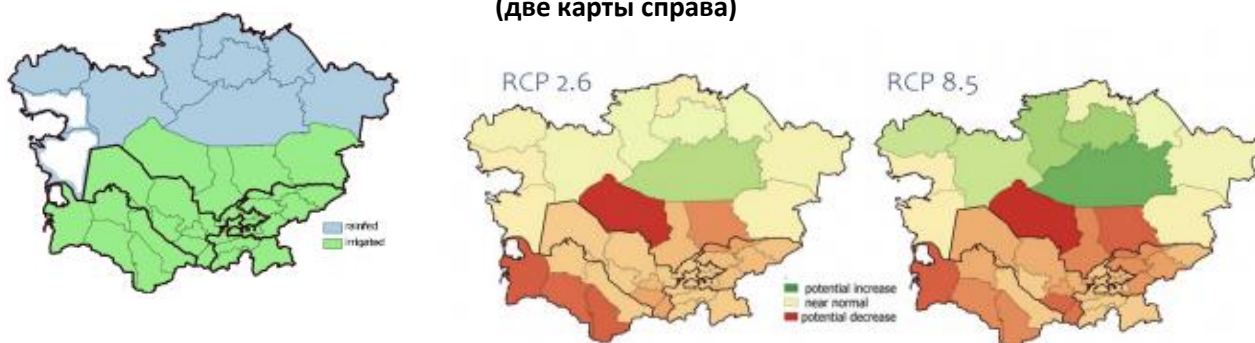 (две карты справа)
RCP 2.6
RCP 8.5
rainfed
irrigated
potential increase
near normal
potential decrease